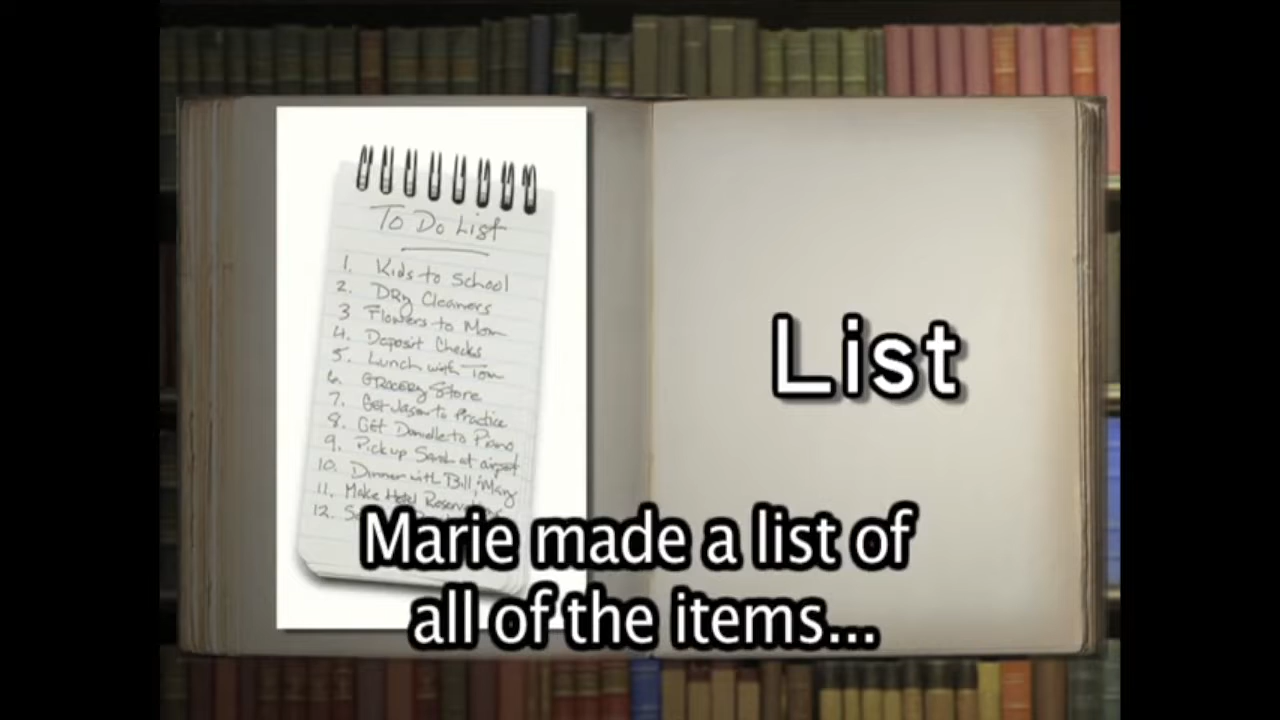 To Do List
1. Kids to School
2. Dry Cleaners
3 Flowers to Mom
4. Deposit Checks
5. Lunch with Tom
6. Grocery Store
7. Get Jason to Practice
8. Get Danielle to Piano
9. Pick up Sarah at airport
10. Dinner with Bill, Mary
11. Make Hotel Reservations
12.
List
Marie made a list of
all of the items...